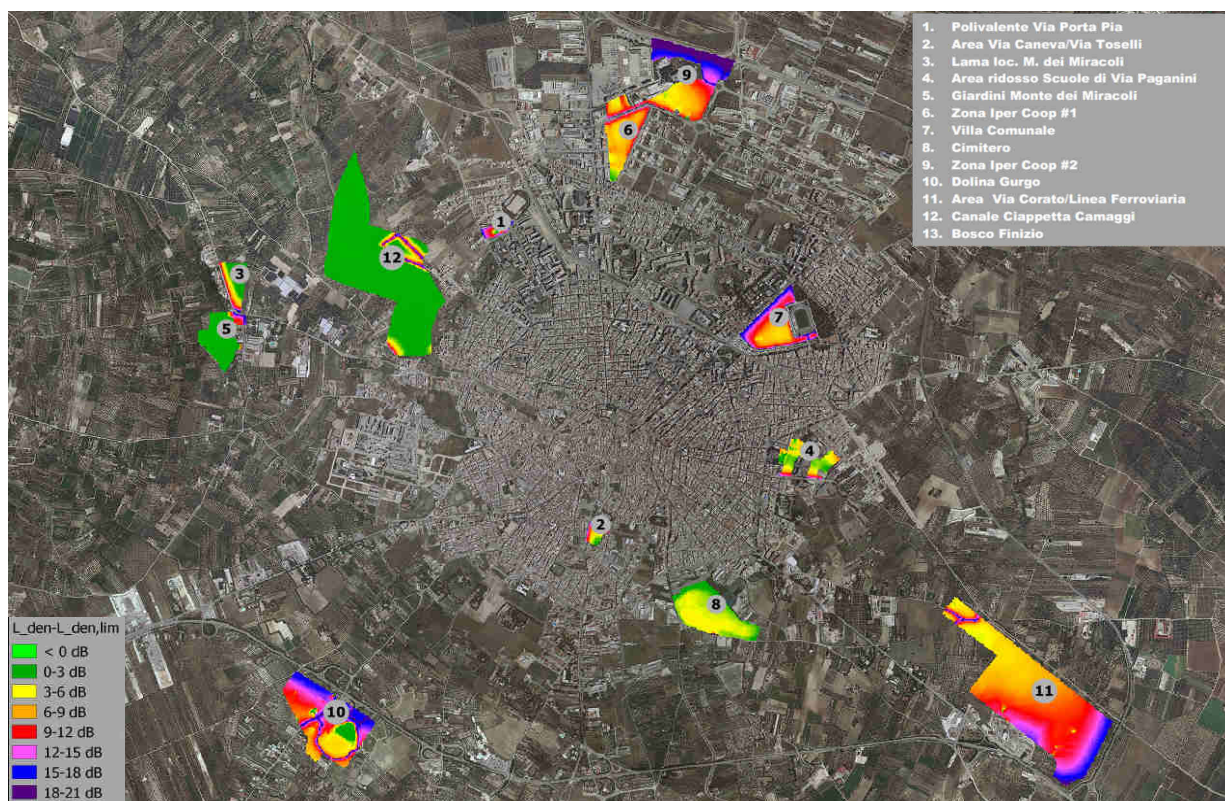 1. Polivalente Via Porta Pia
2. Area Via Caneva/Via Toselli
3. Lama loc. M. dei Miracoli
4. Area ridosso Scuole di Via Paganini
5. Giardini Monte dei Miracoli
6. Zona Iper Coop #1
7. Villa Comunale
8. Cimitero
9. Zona Iper Coop #2
10. Dolina Gurgo
11. Area Via Corato/Linea Ferroviaria
12. Canale Ciappetta Camaggi
13. Bosco Finizio
9
6
1
12
3
5
7
4
2
8
11
10
L_den-L_den,lim
< 0 dB
0-3 dB
3-6 dB
6-9 dB
9-12 dB
12-15 dB
15-18 dB
18-21 dB